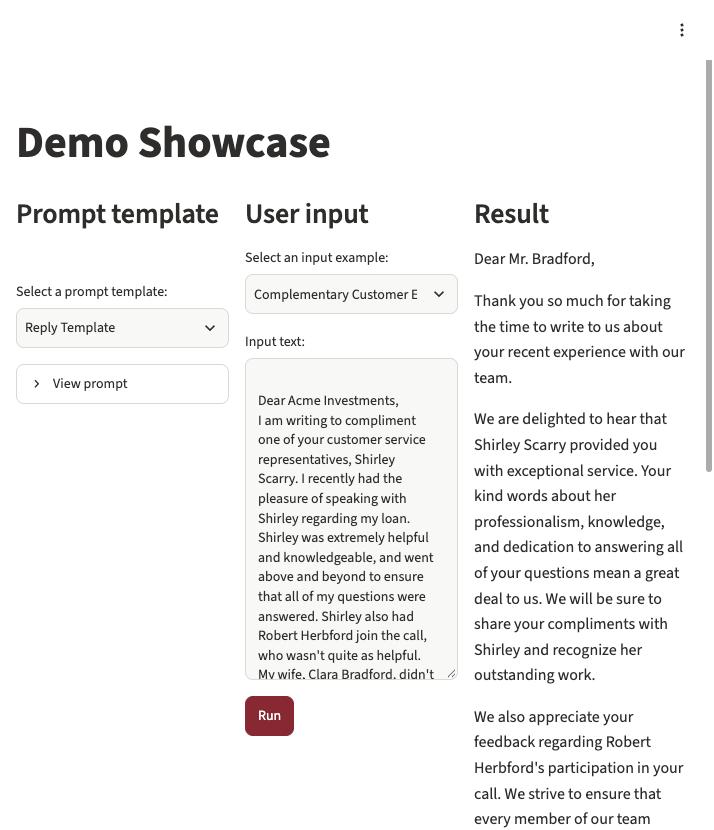 Demo Showcase
Prompt template
Select a prompt template:
Reply Template
View prompt
User input
Select an input example:
Complementary Customer E
Input text:
Dear Acme Investments,
I am writing to compliment
one of your customer service
representatives, Shirley
Scarry. I recently had the
pleasure of speaking with
Shirley regarding my loan.
Shirley was extremely helpful
and knowledgeable, and went
above and beyond to ensure
that all of my questions were
answered. Shirley also had
Robert Herbford join the call,
who wasn't quite as helpful.
My wife, Clara Bradford, didn't
Run
Result
Dear Mr. Bradford,
Thank you so much for taking
the time to write to us about
your recent experience with our
team.
We are delighted to hear that
Shirley Scarry provided you
with exceptional service. Your
kind words about her
professionalism, knowledge,
and dedication to answering all
of your questions mean a great
deal to us. We will be sure to
share your compliments with
Shirley and recognize her
outstanding work.
We also appreciate your
feedback regarding Robert
Herbford's participation in your
call. We strive to ensure that
every member of our team